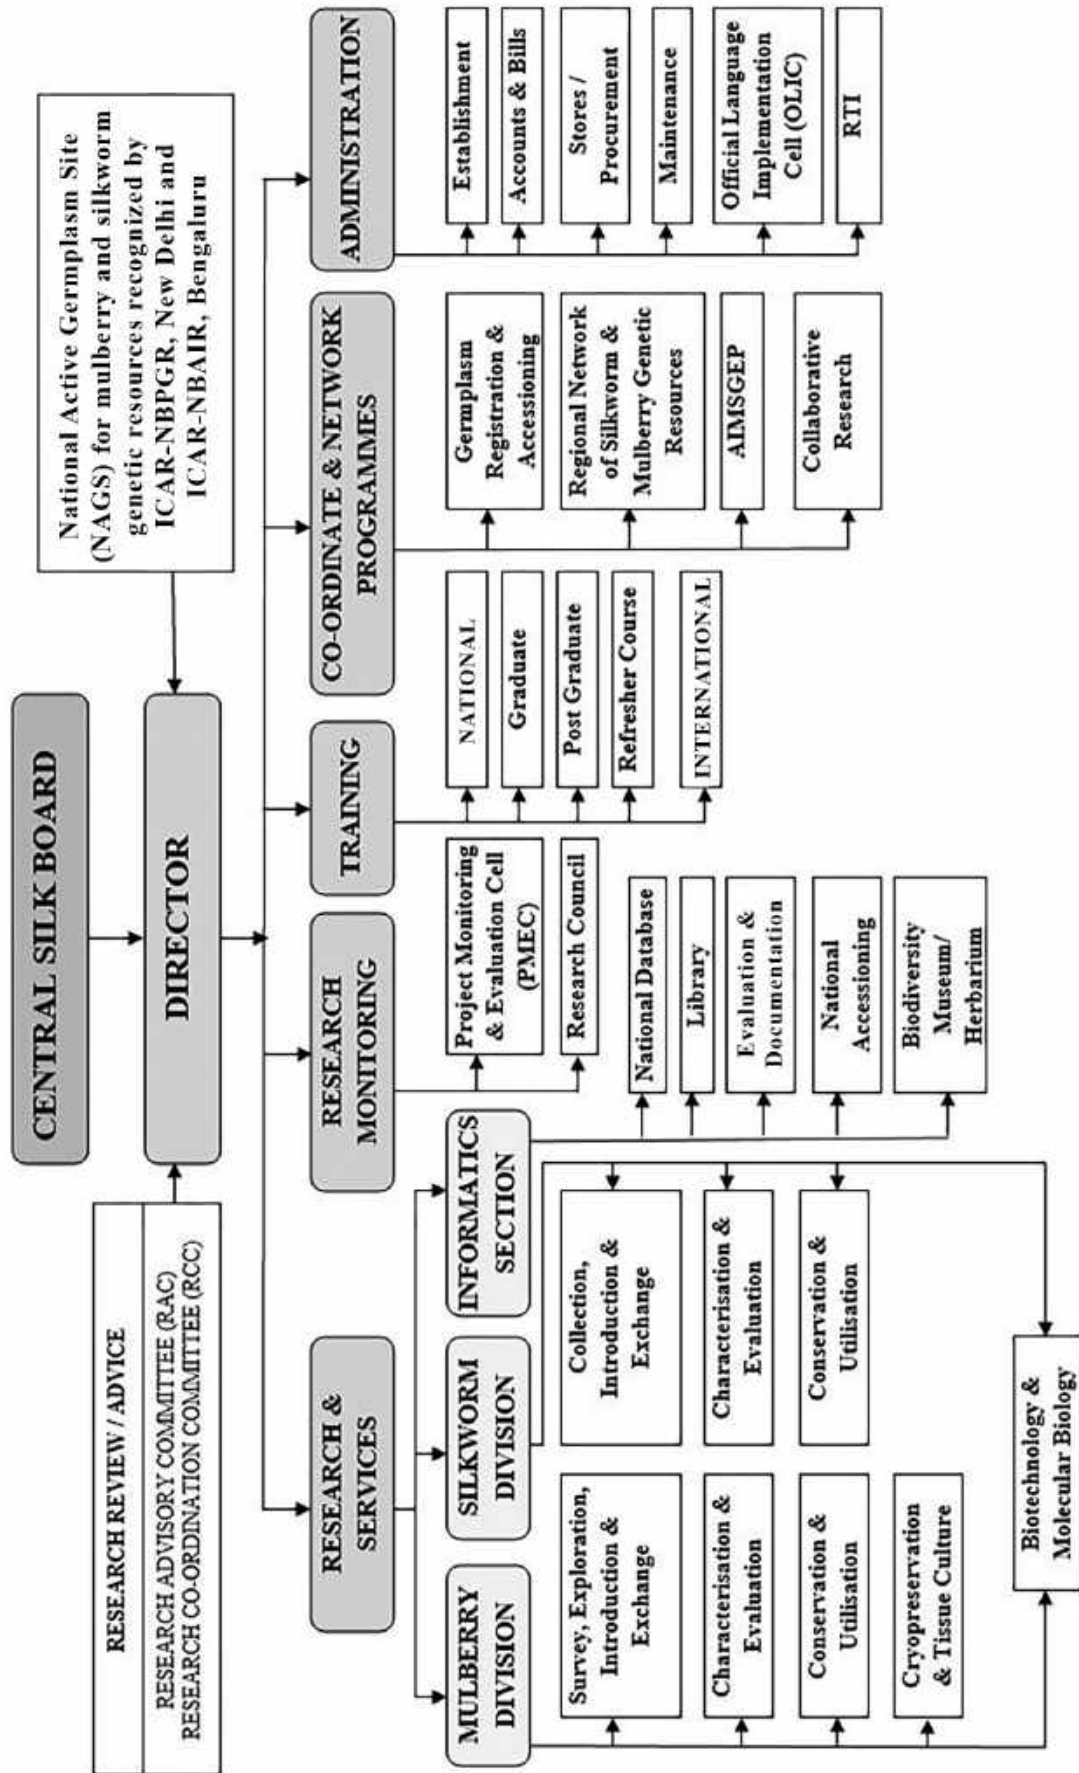 CENTRAL SILK BOARD
RESEARCH REVIEW / ADVICE
RESEARCH ADVISORY COMMITTEE (RAC)
RESEARCH CO-ORDINATION COMMITTEE (RCC)
DIRECTOR
National Active Germplasm Site
(NAGS) for mulberry and silkworm
genetic resources recognized by
ICAR-NBPGR, New Delhi and
ICAR-NBAIR, Bengaluru
RESEARCH &
SERVICES
RESEARCH
MONITORING
TRAINING
CO-ORDINATE & NETWORK
PROGRAMMES
ADMINISTRATION
MULBERRY
DIVISION
SILKWORM
DIVISION
INFORMATICS
SECTION
Survey, Exploration,
Introduction &
Exchange
Characterisation &
Evaluation
Conservation &
Utilisation
Cryopreservation
& Tissue Culture
Collection,
Introduction &
Exchange
Characterisation &
Evaluation
Conservation &
Utilisation
Biotechnology &
Molecular Biology
National Database
Library
Evaluation &
Documentation
National
Accessioning
Biodiversity
Museum/
Herbarium
Project Monitoring
& Evaluation Cell
(PMEC)
Research Council
NATIONAL
Graduate
Post Graduate
Refresher Course
INTERNATIONAL
Germplasm
Registration &
Accessioning
Regional Network
of Silkworm &
Mulberry Genetic
Resources
AIMSGEP
Collaborative
Research
Establishment
Accounts & Bills
Stores /
Procurement
Maintenance
Official Language
Implementation
Cell (OLIC)
RTI